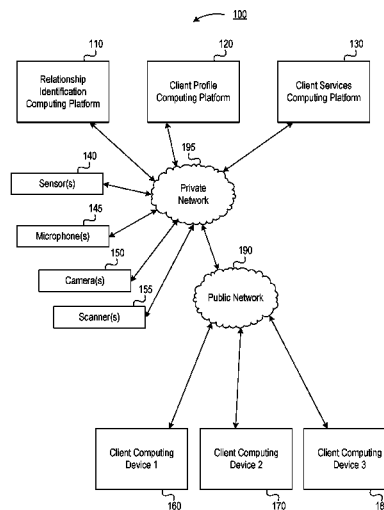 100
110
120
130
Relationship
Identification
Computing Platform
Client Profile
Computing Platform
Client Services
Computing Platform
140
195
Sensor(s)
Private
Network
145
Microphone(s)
150
Camera(s)
190
155
Public Network
Scanner(s)
Client Computing
Device 1
Client Computing
Device 2
Client Computing
Device 3
160
170